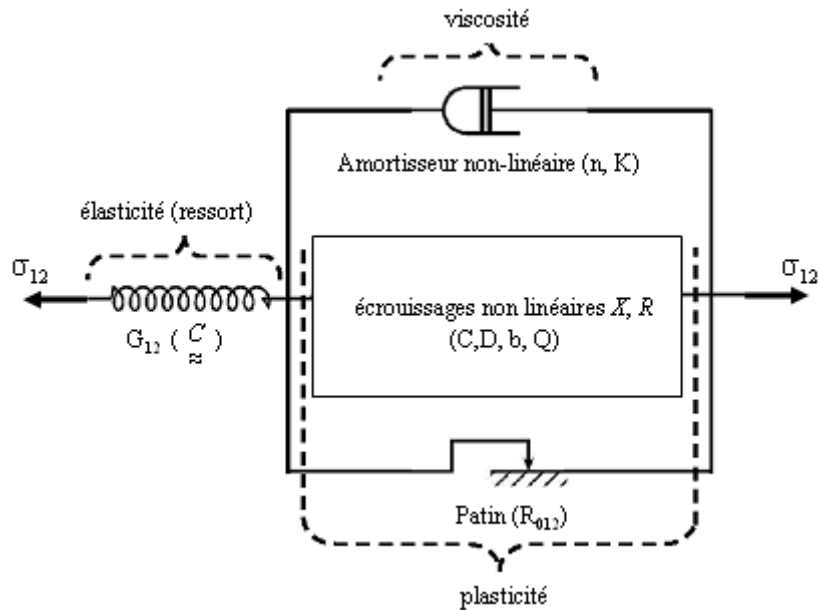 viscosité
Amortisseur non-linéaire (n, K)
élasticité (ressort)
σ₁₂
σ₁₂
G₁₂ ( C )
≈
écrouissages non linéaires X, R
(C,D, b, Q)
Patin (R₀₁₂)
plasticité